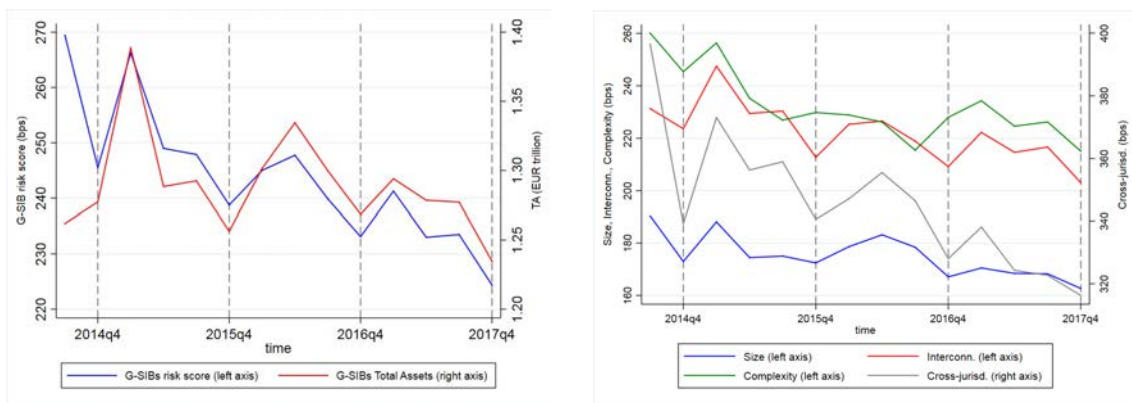 G-SIB risk score (bps)
270
260
250
240
230
220
1.40
1.35
1.30
1.25
1.20
TA (EUR trillion)
2014q4 2015q4 2016q4 2017q4
time
G-SIBs risk score (left axis) G-SIBs Total Assets (right axis)
Size, Interconn., Complexity (bps)
260
240
220
200
180
160
400
380
360
340
320
Cross-jurisd. (bps)
2014q4 2015q4 2016q4 2017q4
time
Size (left axis) Interconn. (left axis)
Complexity (left axis) Cross-jurisd. (right axis)